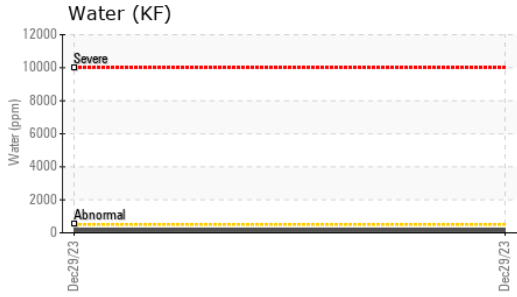 Water (KF)
12000
Severe
10000
8000
6000
4000
2000
Abnormal
0
Water (ppm)
Dec29/23
Dec29/23